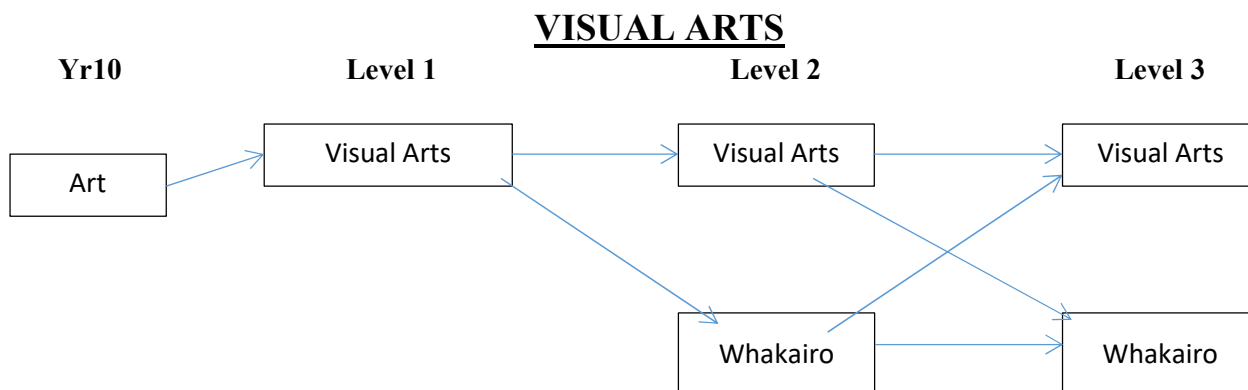 VISUAL ARTS
Yr10 Level 1 Level 2 Level 3
Art
Visual Arts
Visual Arts
Visual Arts
Whakairo
Whakairo